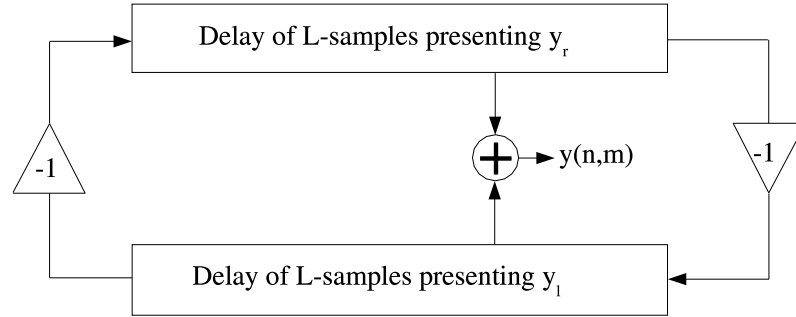 Delay of L-samples presenting y_r
-1
y(n,m)
-1
Delay of L-samples presenting y_l